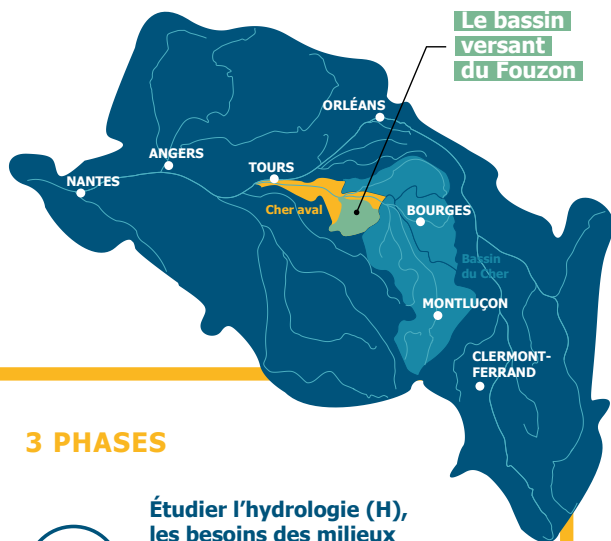 Le bassin
versant
du Fouzon
ORLÉANS
ANGERS
TOURS
NANTES
Cher aval
BOURGES
Bassin
du Cher
MONTLUÇON
CLERMONT-
FERRAND
3 PHASES
Étudier l’hydrologie (H),
les besoins des milieux